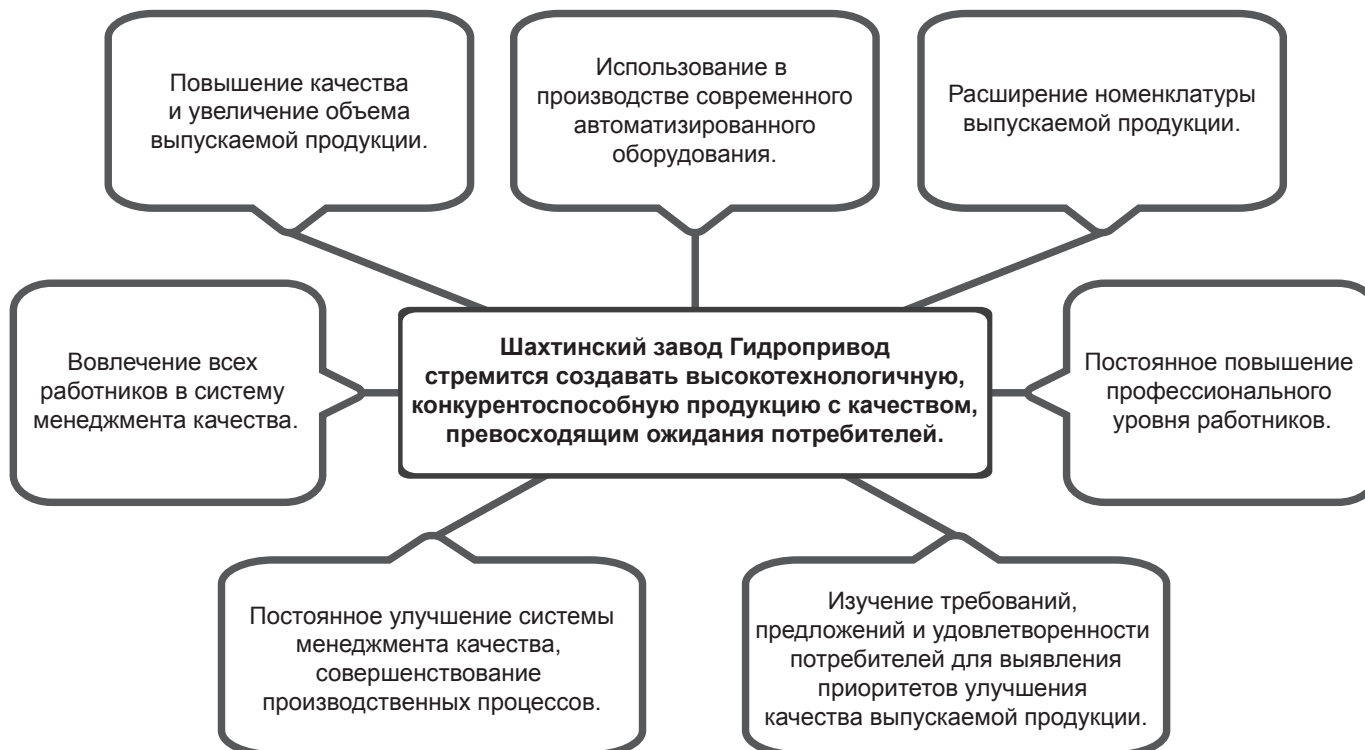 Повышение качества
и увеличение объема
выпускаемой продукции.
Использование в
производстве современного
автоматизированного
оборудования.
Расширение номенклатуры
выпускаемой продукции.
Вовлечение всех
работников в систему
менеджмента качества.
Шахтинский завод Гидропривод
стремится создавать высокотехнологичную,
конкурентоспособную продукцию с качеством,
превосходящим ожидания потребителей.
Постоянное повышение
профессионального
уровня работников.
Постоянное улучшение системы
менеджмента качества,
совершенствование
производственных процессов.
Изучение требований,
предложений и удовлетворенности
потребителей для выявления
приоритетов улучшения
качества выпускаемой продукции.